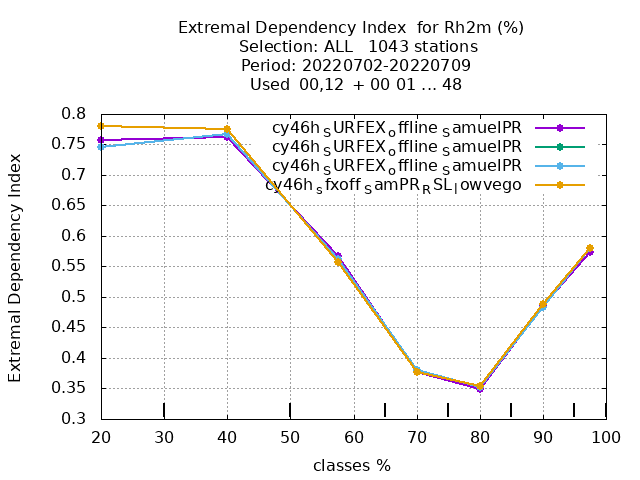 Extremal Dependency Index  for Rh2m (%)
Selection: ALL   1043 stations
Period: 20220702-20220709
Used  00,12  + 00 01 ... 48
cy46h_SURFEX_offline_SamuelPR
cy46h_SURFEX_offline_SamuelPR
cy46h_SURFEX_offline_SamuelPR
cy46h_sfxoff_SamPR_RSL_lowvego
Extremal Dependency Index
0.8
0.75
0.7
0.65
0.6
0.55
0.5
0.45
0.4
0.35
0.3
20 30 40 50 60 70 80 90 100
classes %